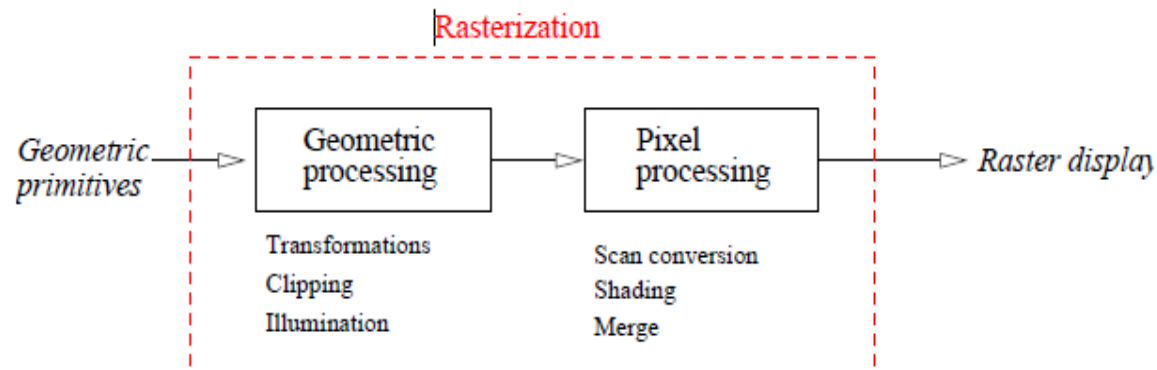 Rasterization
Geometric
primitives
Geometric
processing
Pixel
processing
Raster display
Transformations
Clipping
Illumination
Scan conversion
Shading
Merge